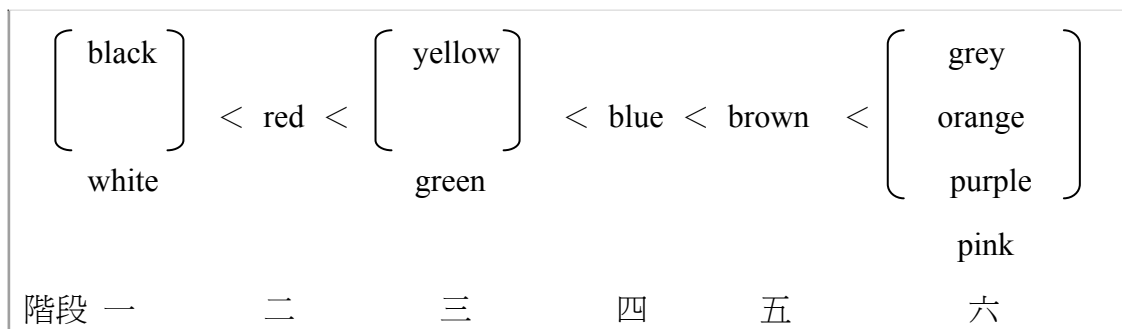 black yellow grey
< red < < blue < brown < orange
white green purple
pink
階段 一 二 三 四 五 六